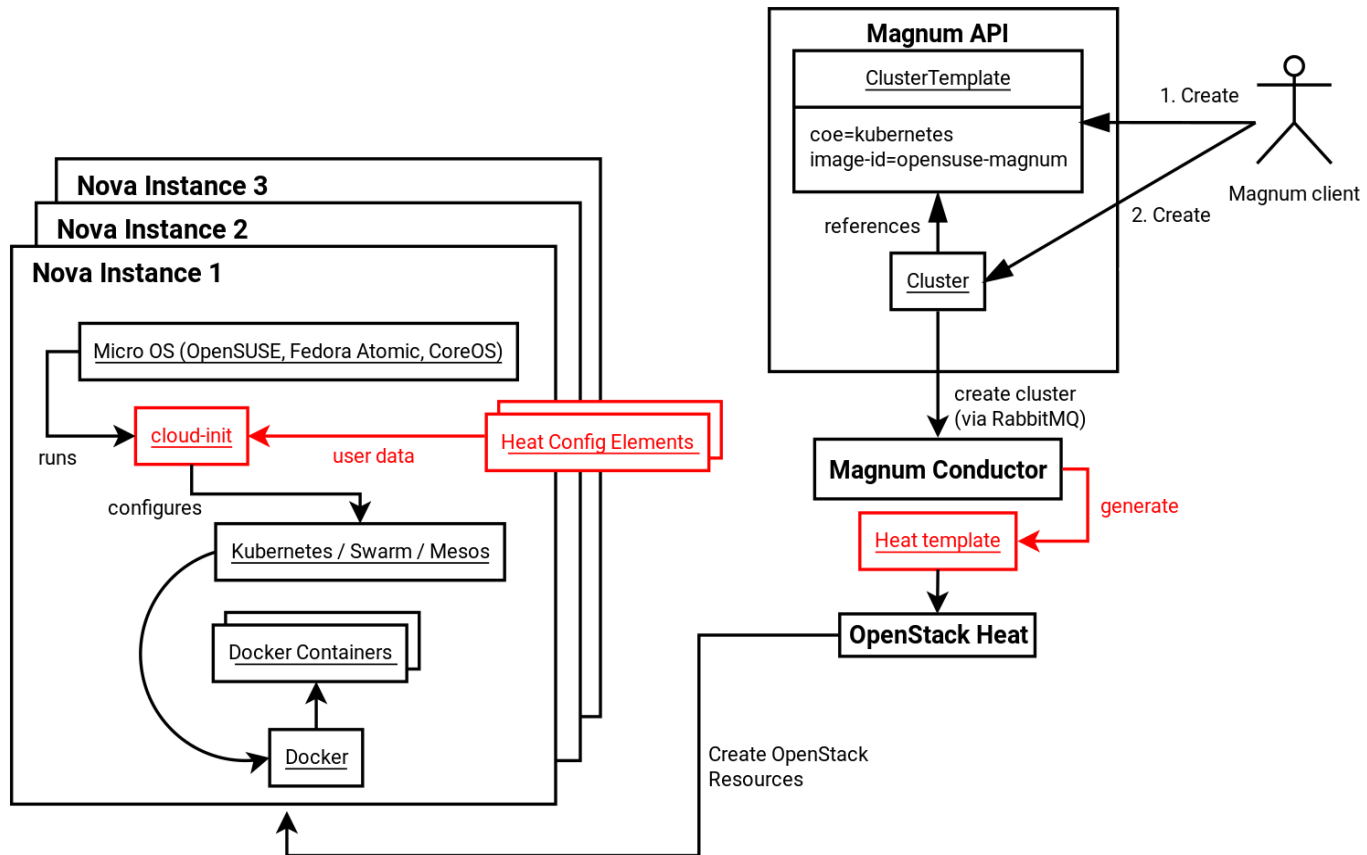 Magnum API
ClusterTemplate
coe=kubernetes
image-id=opensuse-magnum
1. Create
Magnum client
2. Create
references
Cluster
create cluster
(via RabbitMQ)
Magnum Conductor
generate
Heat template
OpenStack Heat
Create OpenStack
Resources
Nova Instance 3
Nova Instance 2
Nova Instance 1
Micro OS (OpenSUSE, Fedora Atomic, CoreOS)
runs
cloud-init
user data
Heat Config Elements
configures
Kubernetes / Swarm / Mesos
Docker Containers
Docker